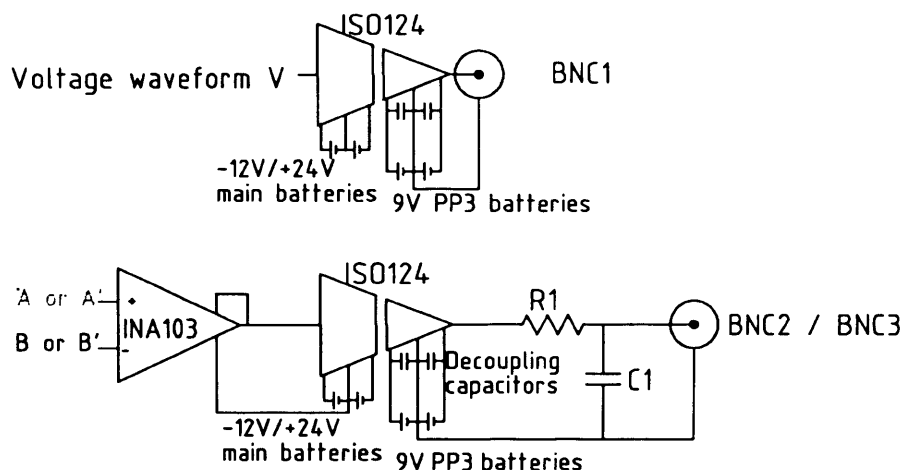 ISO124
Voltage waveform V
BNC1
-12V/+24V
main batteries
9V PP3 batteries
ISO124
A or A'
INA103
B or B'
+
-
R1
BNC2 / BNC3
Decoupling
capacitors
C1
-12V/+24V
main batteries
9V PP3 batteries